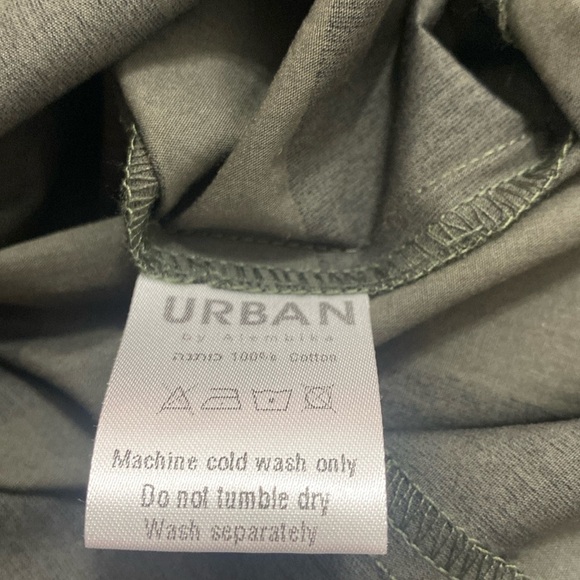 URBAN
by Alembika
כותנה 100% Cotton
Machine cold wash only
Do not tumble dry
Wash separately